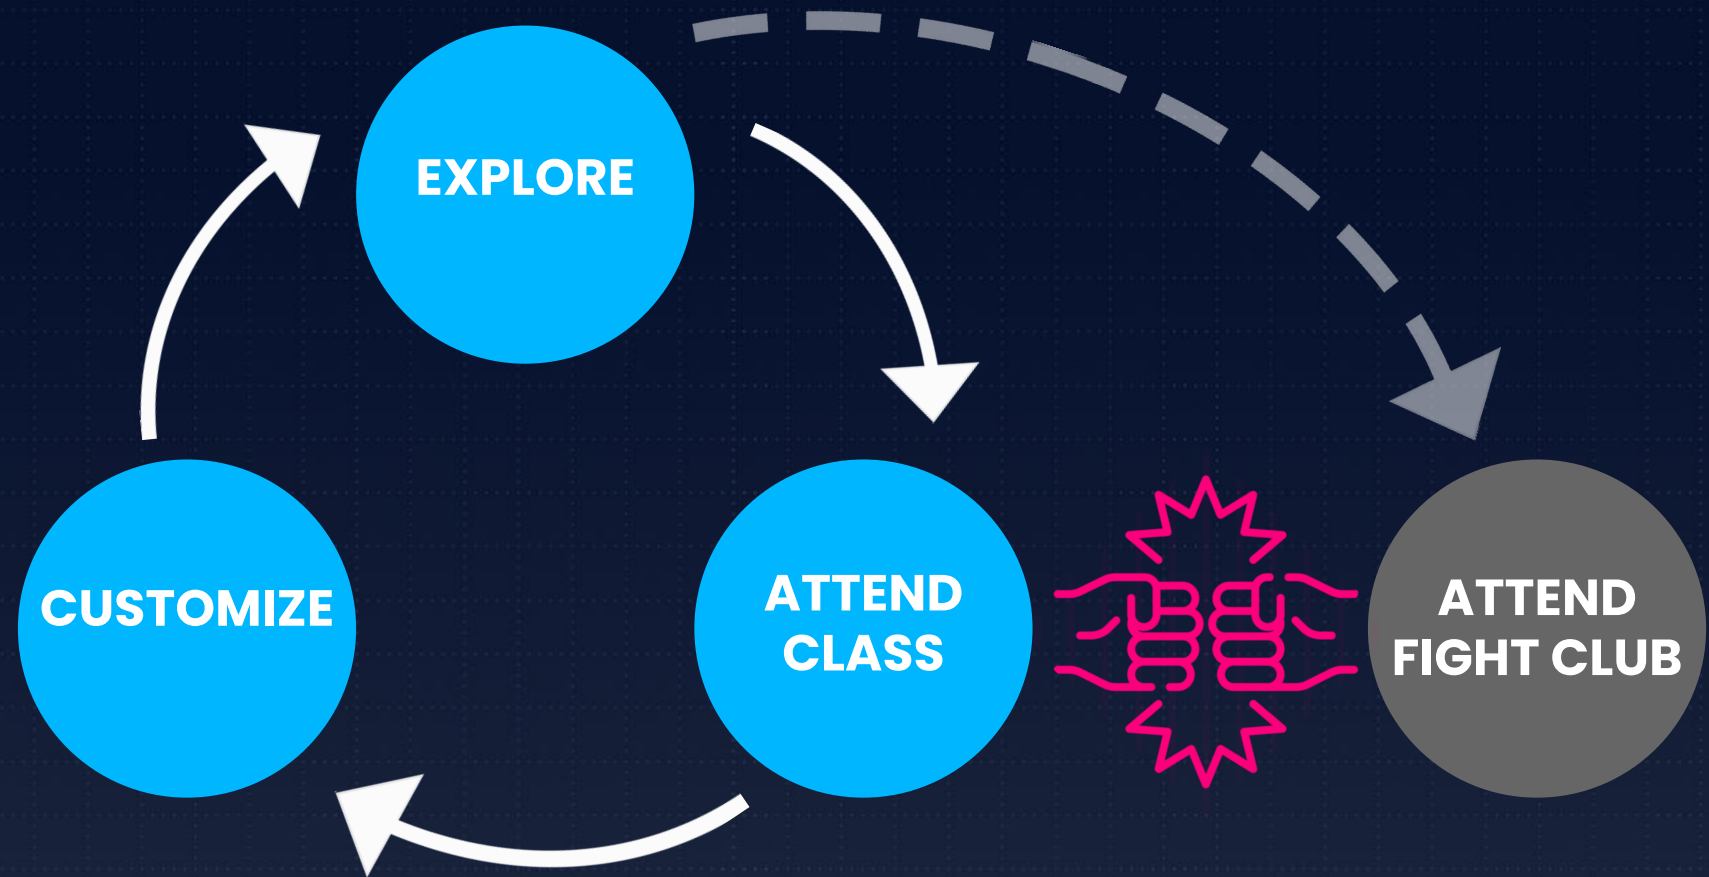 EXPLORE
CUSTOMIZE
ATTEND
CLASS
ATTEND
FIGHT CLUB